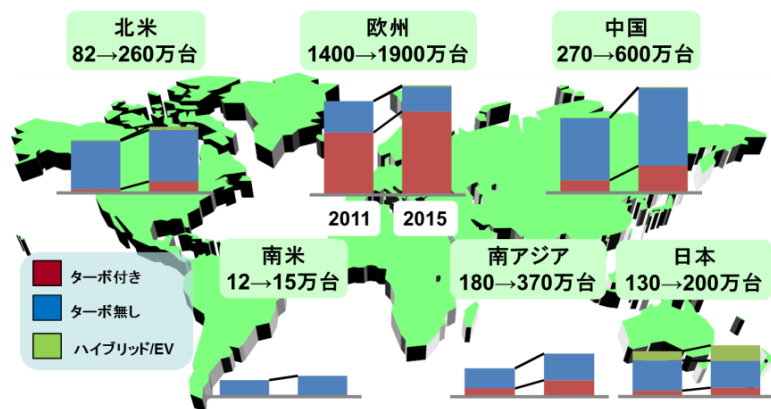 北米
82→260万台
欧州
1400→1900万台
中国
270→600万台
2011
2015
南米
12→15万台
南アジア
180→370万台
日本
130→200万台
ターボ付き
ターボ無し
ハイブリッド/EV